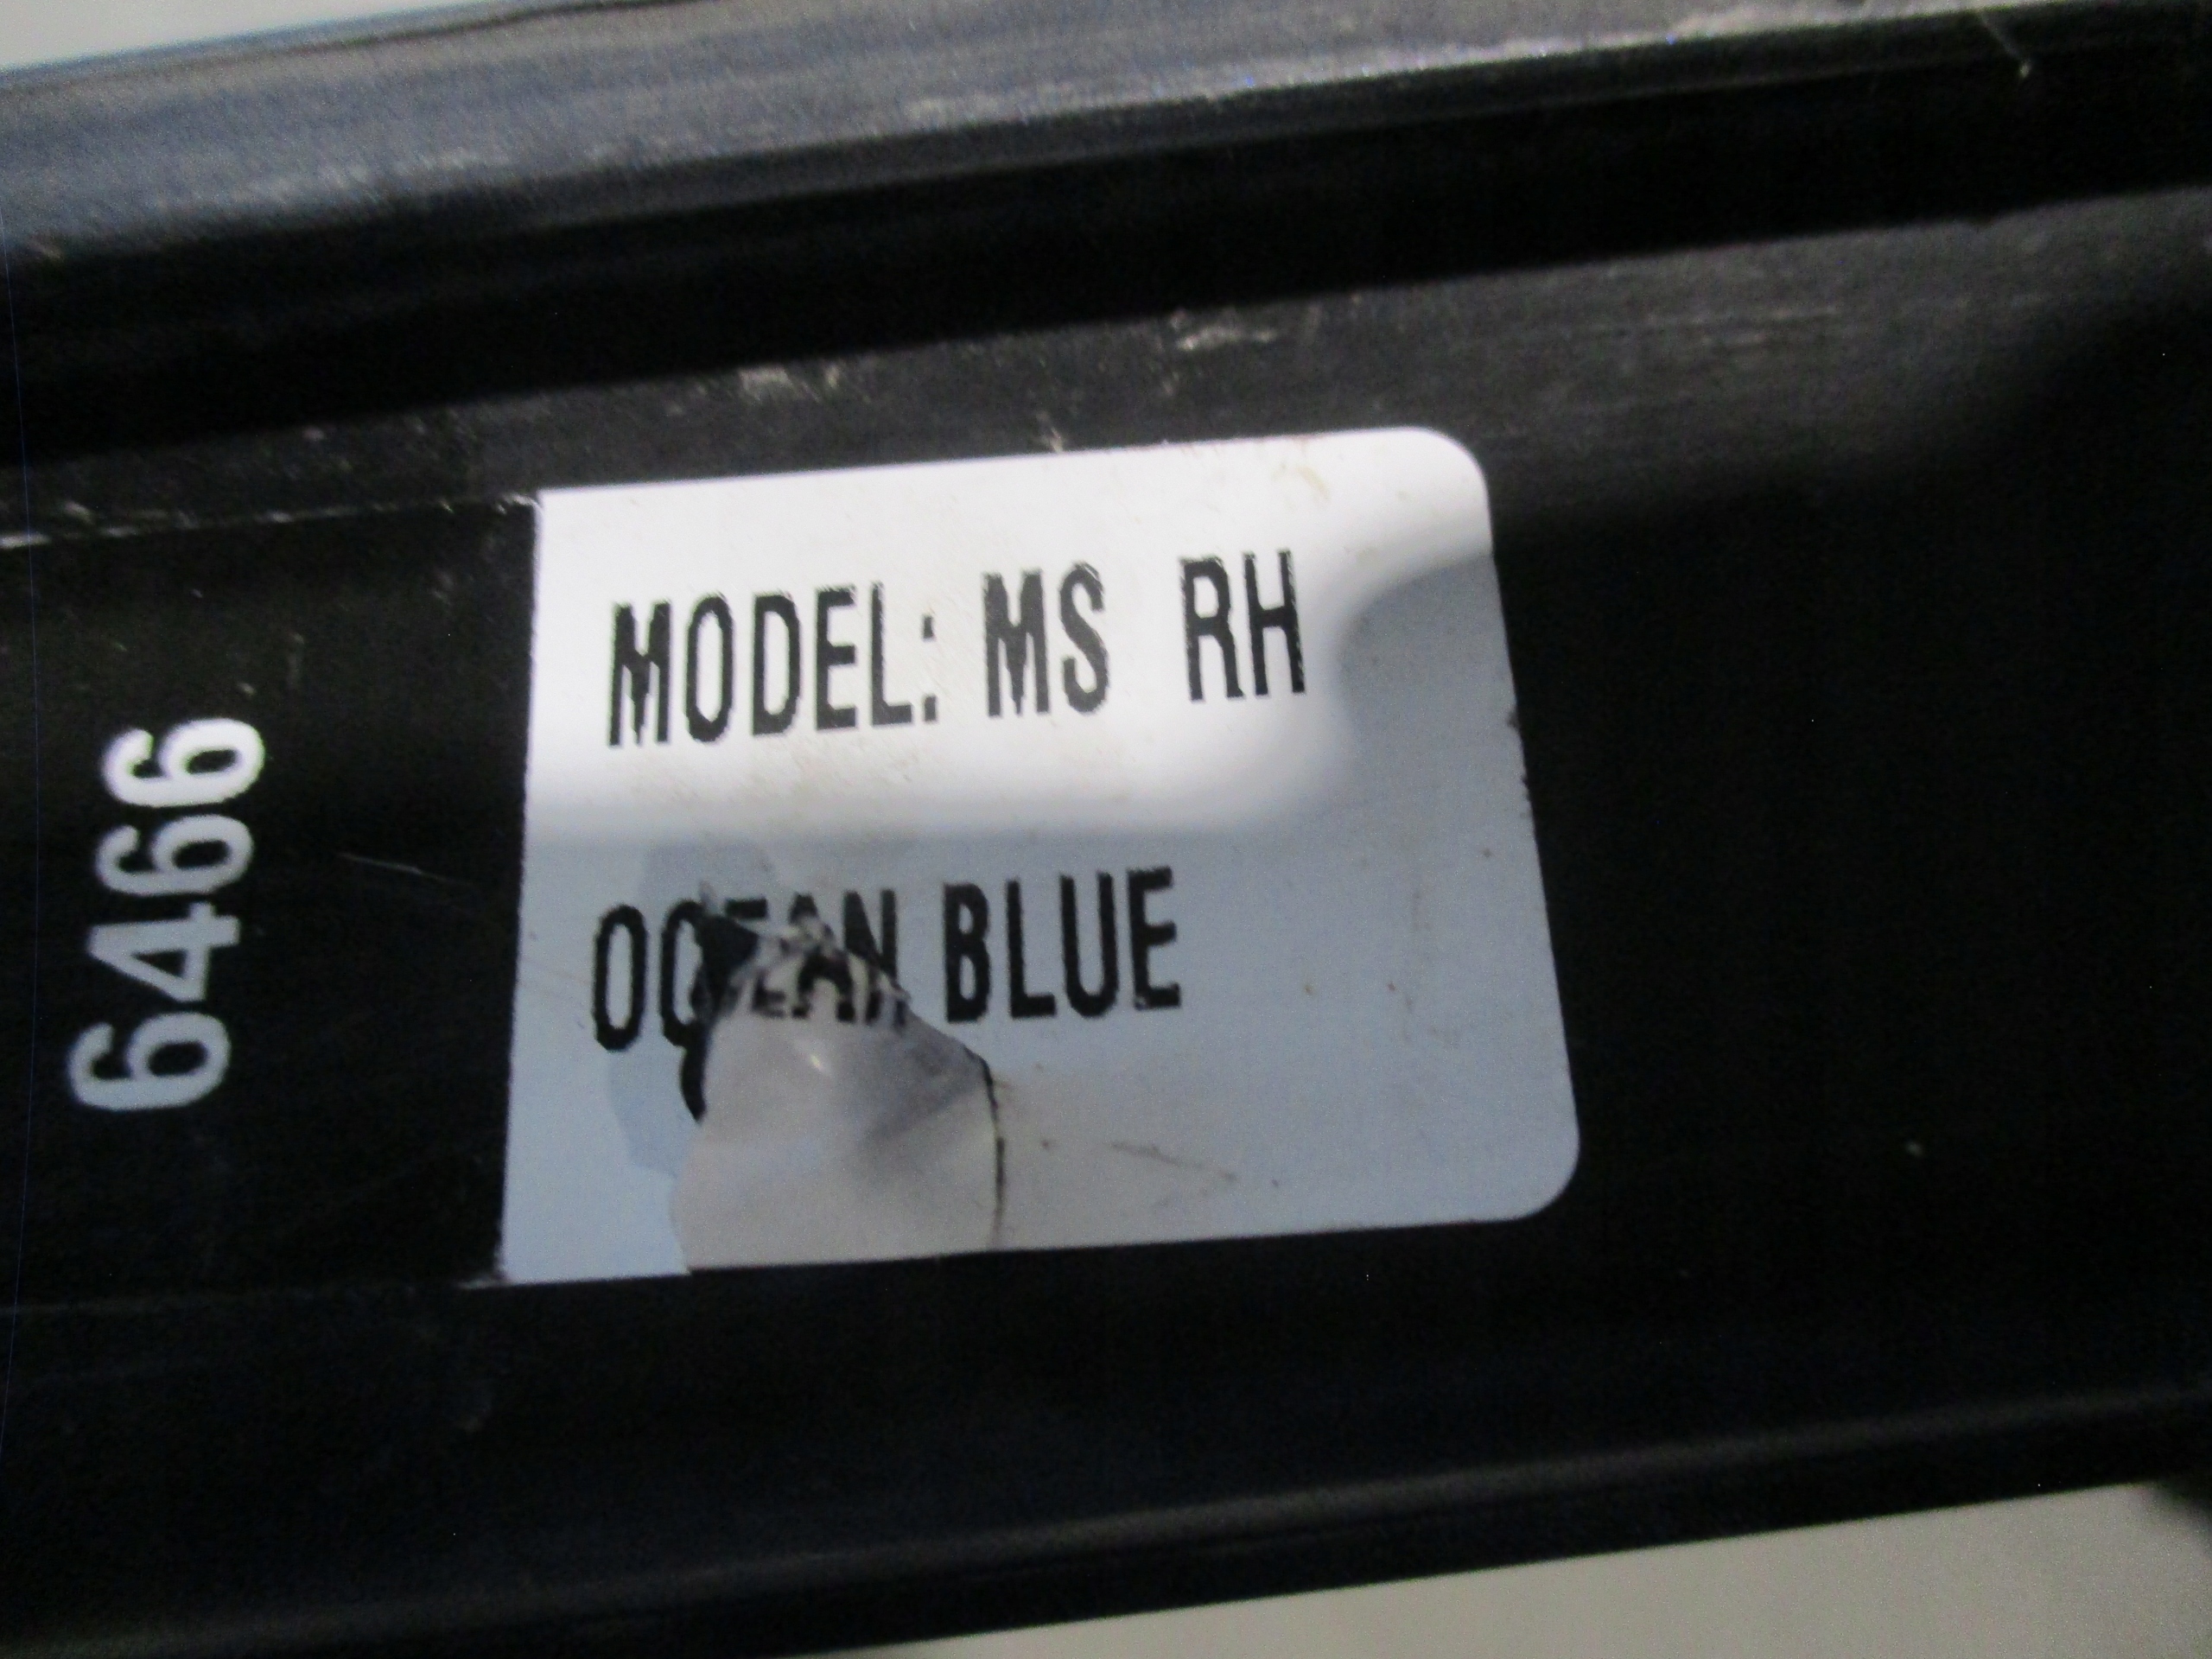 6466
MODEL: MS RH
OCEAN BLUE